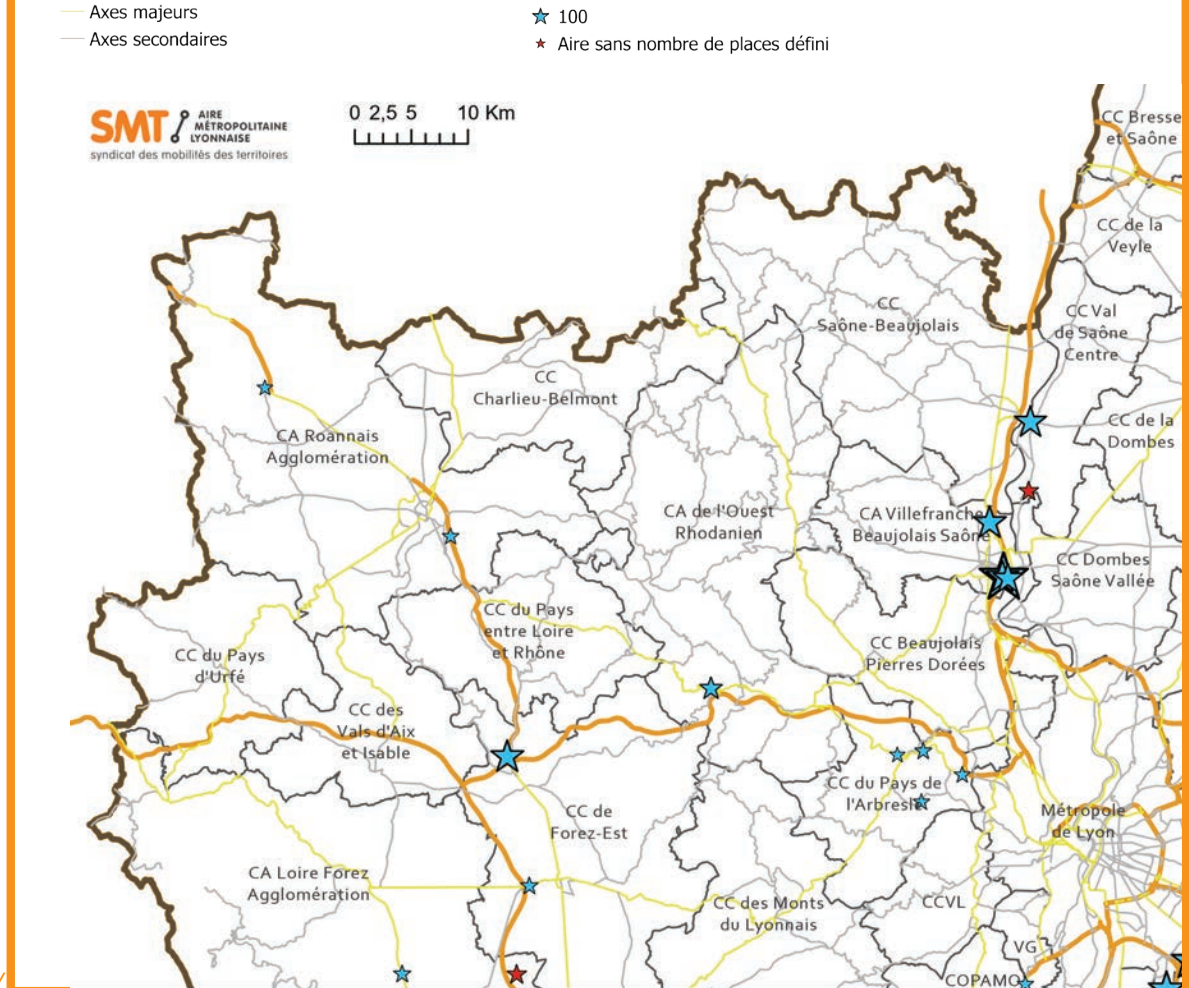 Axes majeurs
Axes secondaires
100
Aire sans nombre de places défini
SMT
AIRE
MÉTROPOLITAINE
LYONNAISE
syndicat des mobilités des territoires
0 2,5 5 10 Km
CC Bresse
et Saône
CC de la
Veyle
CC
Saône-Beaujolais
CC Val
de Saône
Centre
CC
Charlieu-Belmont
CC de la
Dombes
CA Roannais
Agglomération
CA de l'Ouest
Rhodanien
CA Villefranche
Beaujolais Saône
CC Dombes
Saône Vallée
CC du Pays
entre Loire
et Rhône
CC Beaujolais
Pierres Dorées
CC du Pays
d'Urfé
CC des
Vals d'Aix
et Isable
CC du Pays de
l'Arbresle
CC de
Forez-Est
Métropole
de Lyon
CA Loire Forez
Agglomération
CC des Monts
du Lyonnais
CCVL
VG
COPAMO